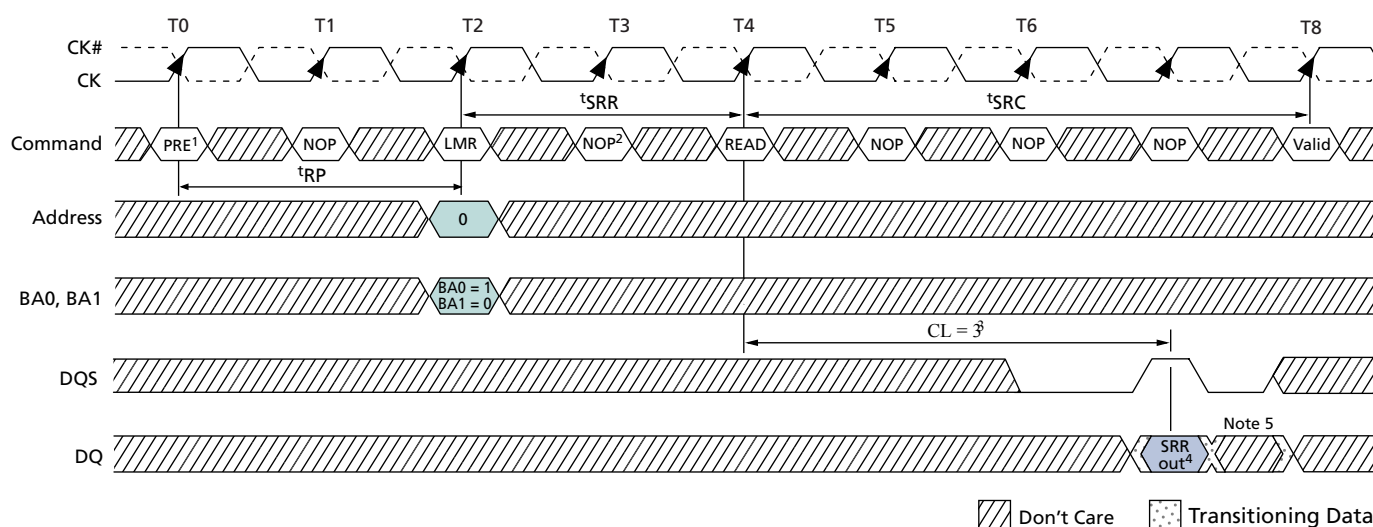 T0 T1 T2 T3 T4 T5 T6 T8
CK#
CK
tSRR tSRC
Command PRE1 NOP LMR NOP2 READ NOP NOP NOP Valid
tRP
Address 0
BA0, BA1 BA0 = 1
BA1 = 0
CL = 33
DQS
Note 5
DQ SRR
out4
Don't Care Transitioning Data